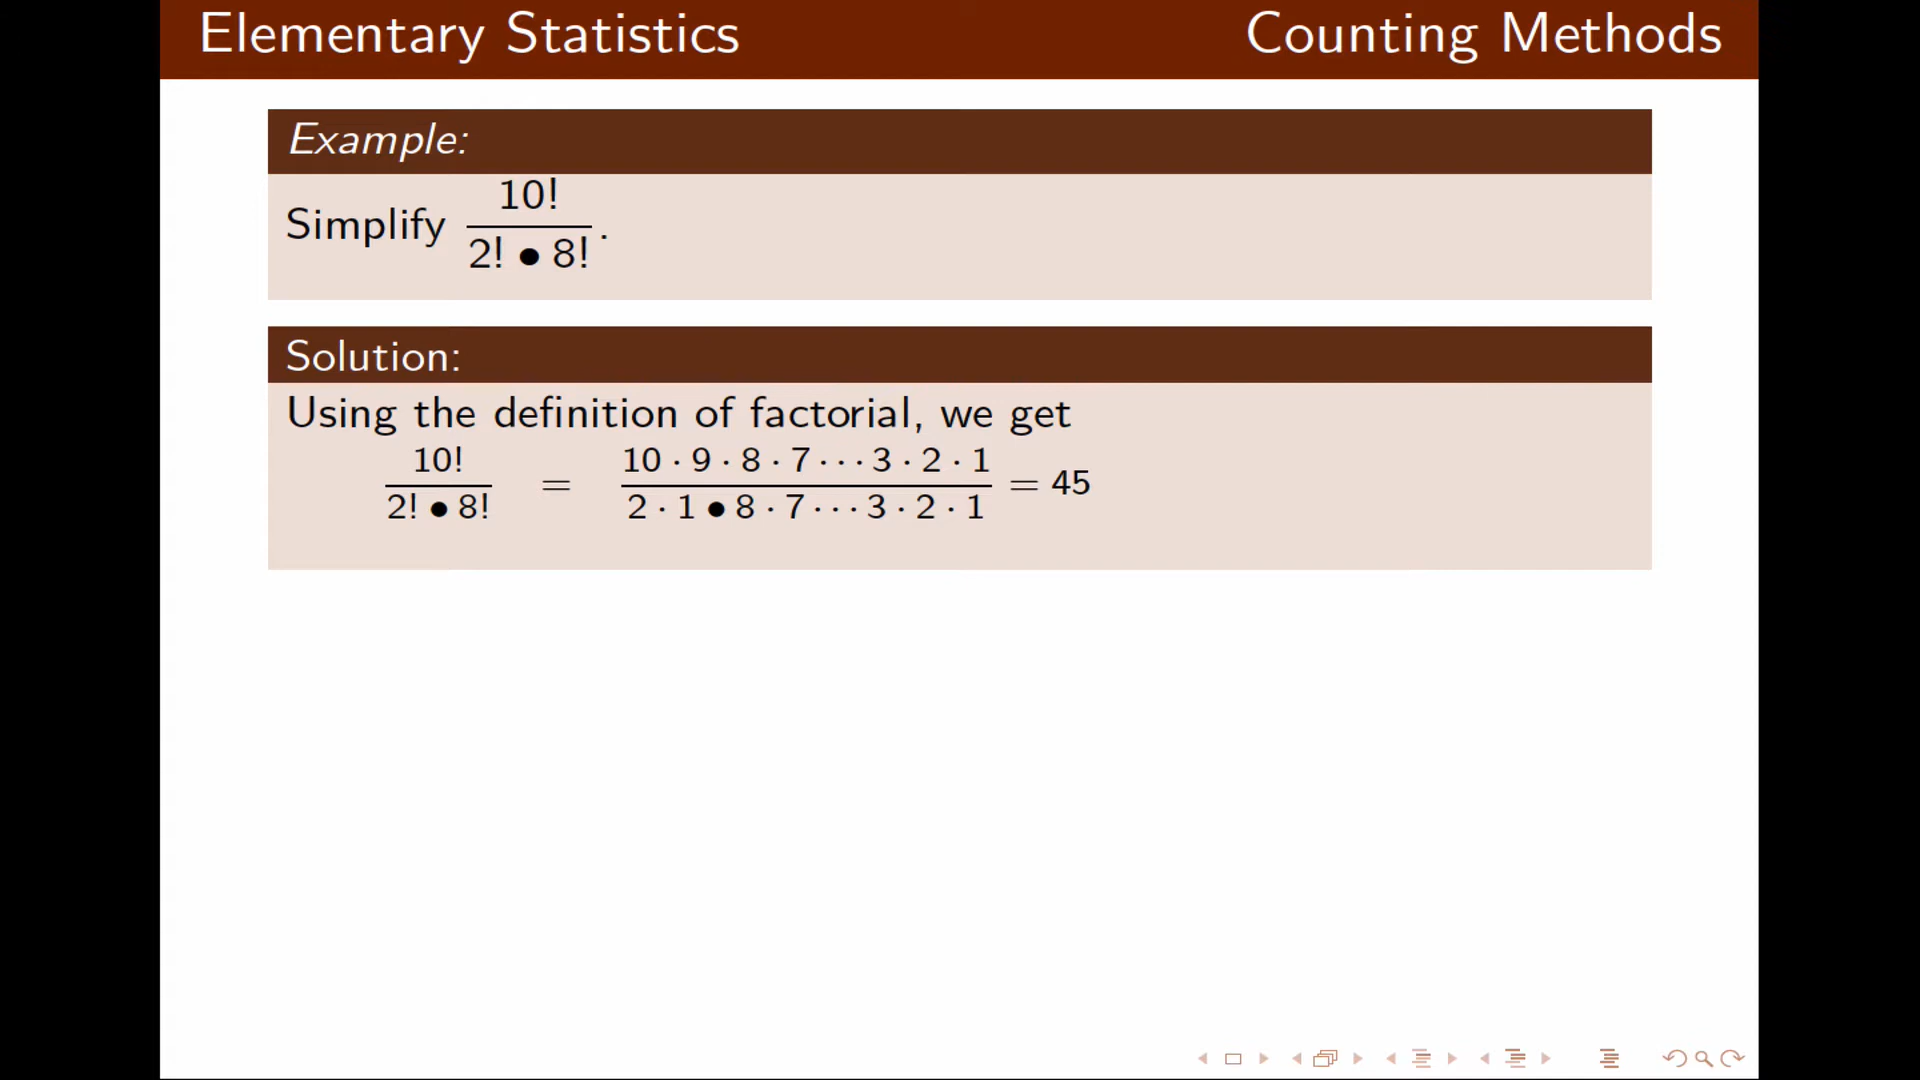 Elementary Statistics Counting Methods
Example:
Simplify 10! / 2! • 8! .
Solution:
Using the definition of factorial, we get
10! / 2! • 8! = 10 · 9 · 8 · 7 · · · 3 · 2 · 1 / 2 · 1 • 8 · 7 · · · 3 · 2 · 1 = 45